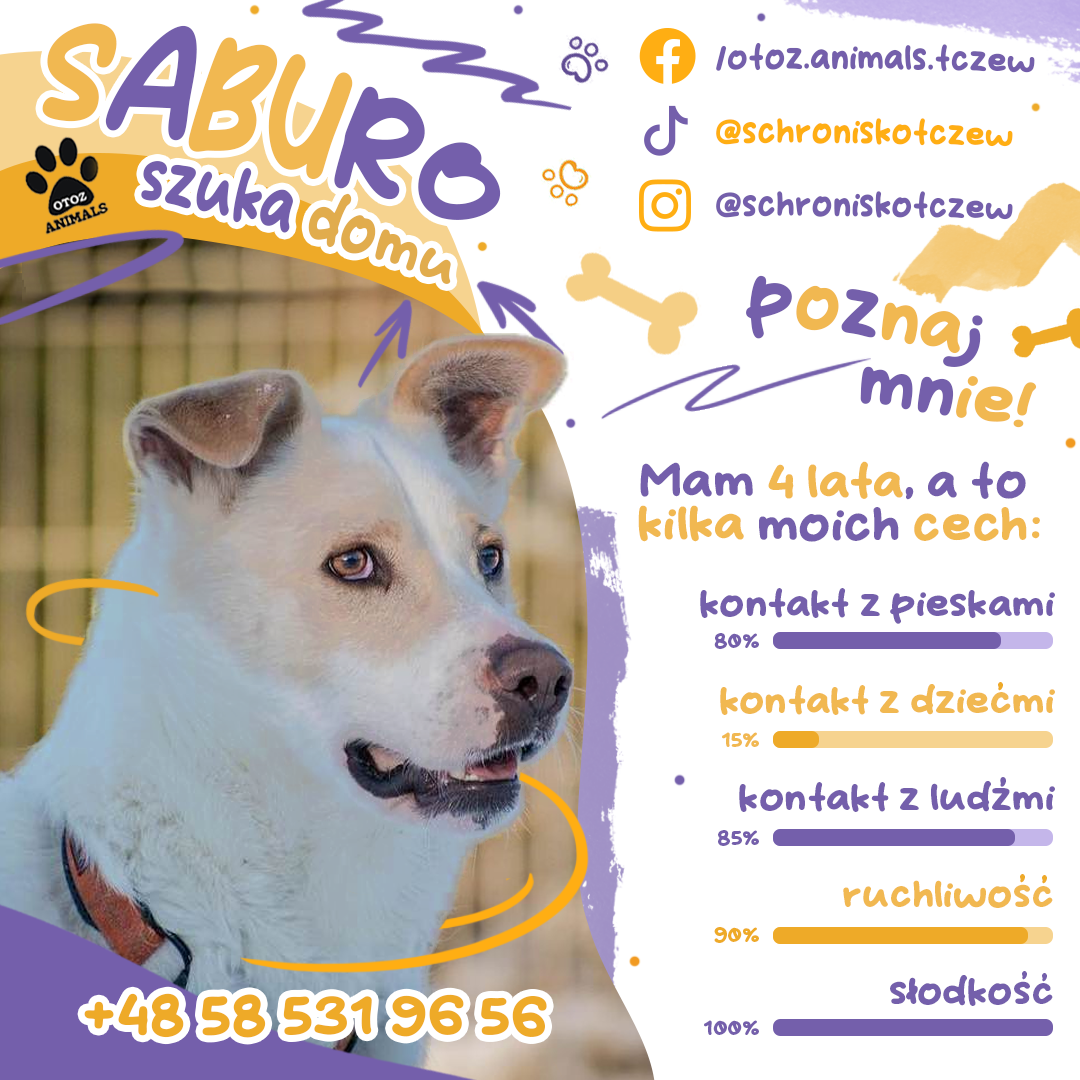 SABURO
szuka domu
OTOZ
ANIMALS
/otoz.animals.tczew
@schroniskotczew
@schroniskotczew
poznaj
mnie!
Mam 4 lata, a to
kilka moich cech:
kontakt z pieskami
80%
kontakt z dziećmi
15%
kontakt z ludźmi
85%
ruchliwość
90%
słodkość
100%
+48 58 531 96 56